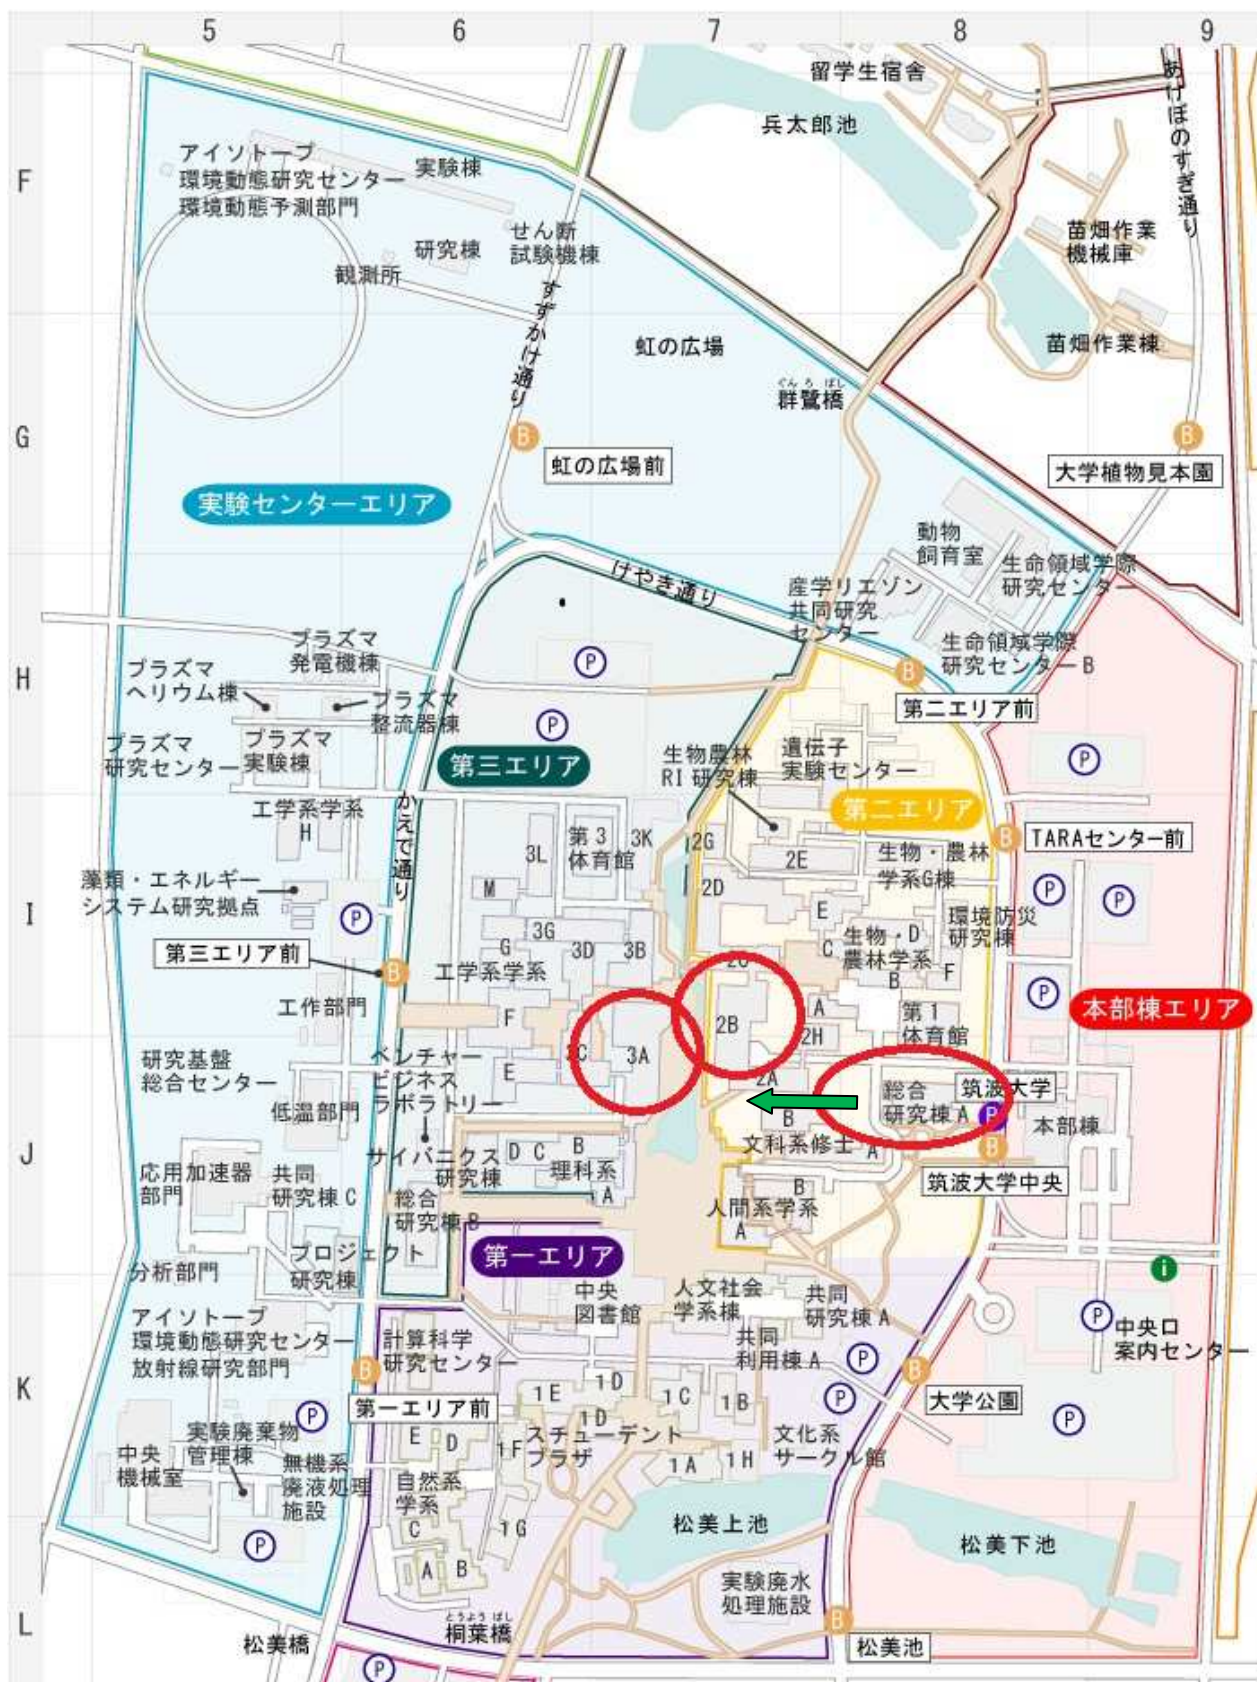 5
6
7
8
9
F
G
H
I
J
K
L
留学生宿舎
兵太郎池
あけぼのすぎ通り
アイソトープ
環境動態研究センター
環境動態予測部門
実験棟
研究棟
せん断
試験機棟
観測所
苗畑作業
機械庫
苗畑作業棟
すずかけ通り
虹の広場
ぐんろばし
群鷺橋
B
虹の広場前
B
大学植物見本園
実験センターエリア
動物
飼育室
生命領域学際
研究センター
けやき通り
産学リエゾン
共同研究
センター
生命領域学際
研究センターB
B
第二エリア前
プラズマ
発電機棟
プラズマ
ヘリウム棟
プラズマ
整流器棟
プラズマ
研究センター
プラズマ
実験棟
P
P
P
第三エリア
生物農林
RI 研究棟
遺伝子
実験センター
第二エリア
工学系学系
H
かえで通り
3L
第3
体育館
3K
2G
2E
生物・農林
学系G棟
B
TARAセンター前
藻類・エネルギー
システム研究拠点
P
M
2D
E
P
P
第三エリア前
B
G
3G
3D
3B
工学系学系
C
生物・D
農林学系
B
F
環境防災
研究棟
工作部門
F
2C
2B
A
2H
第1
体育館
P
本部棟エリア
研究基盤
総合センター
低温部門
ベンチャー
ビジネス
ラボラトリー
E
3C
3A
2A
総合
研究棟A
筑波大学
B
B
本部棟
筑波大学中央
B
文科系修士
A
応用加速器
部門
共同
研究棟C
サイバニクス
研究棟
D C B
理科系
A
総合
研究棟B
B
人間系学系
A
分析部門
プロジェクト
研究棟
第一エリア
i
中央口
案内センター
アイソトープ
環境動態研究センター
放射線研究部門
B
計算科学
研究センター
中央
図書館
人文社会
学系棟
共同
研究棟A
共同
利用棟A
P
P
P
B
大学公園
P
第一エリア前
P
1E
1D
1D
1C
1B
中央
機械室
実験廃棄物
管理棟
無機系
廃液処理
施設
E
D
1F
スチューデント
プラザ
1A
1H
文化系
サークル館
自然系
学系
C
A
B
1G
P
松美上池
松美下池
実験廃水
処理施設
とうようばし
桐葉橋
松美橋
P
B
松美池